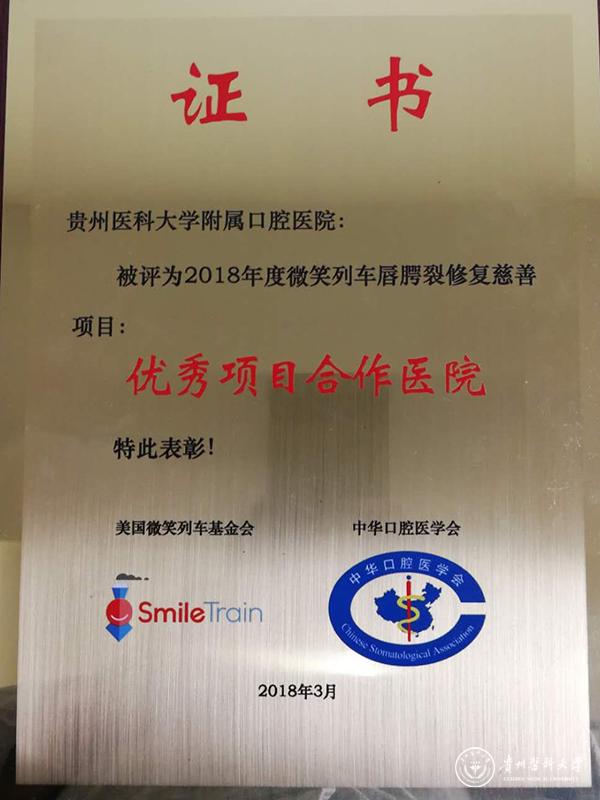 证 书
贵州医科大学附属口腔医院：
被评为2018年度微笑列车唇腭裂修复慈善
项目：
优秀项目合作医院
特此表彰！
美国微笑列车基金会 中华口腔医学会
SmileTrain
中华口腔医学会
Chinese Stomatological Association
2018年3月
贵州医科大学
GUIZHOU MEDICAL UNIVERSITY